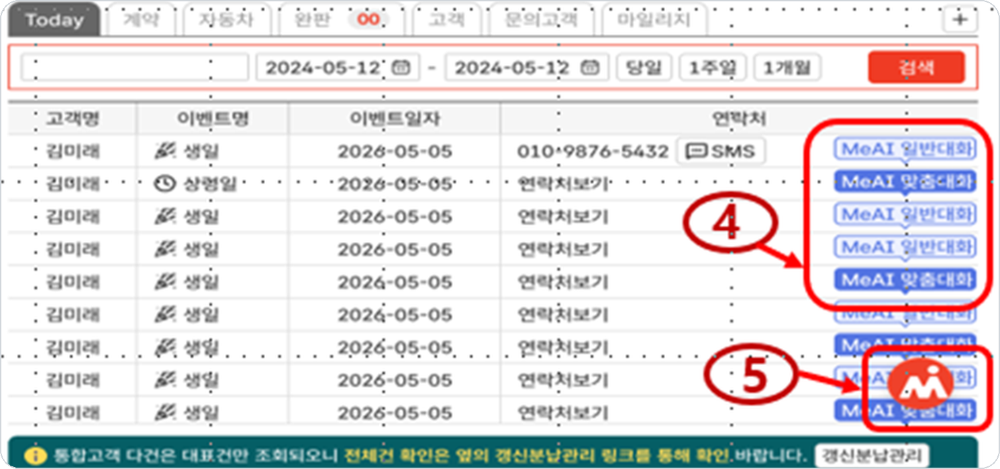 Today 계약 자동차 완판 00 고객 문의고객 마일리지 +
2024-05-12 - 2024-05-12 당일 1주일 1개월 검색
고객명 이벤트명 이벤트일자 연락처
김미래 생일 2026-05-05 010-9876-5432 SMS MeAI 일반대화
김미래 상령일 2026-05-05 연락처보기 MeAI 맞춤대화
김미래 생일 2026-05-05 연락처보기 MeAI 일반대화
김미래 생일 2026-05-05 연락처보기 MeAI 일반대화
김미래 생일 2026-05-05 연락처보기 MeAI 맞춤대화
김미래 생일 2026-05-05 연락처보기 MeAI 일반대화
김미래 생일 2026-05-05 연락처보기 MeAI 맞춤대화
김미래 생일 2026-05-05 연락처보기 대화
김미래 생일 2026-05-05 연락처보기 MeAI 맞춤대화
4
5
통합고객 다건은 대표건만 조회되오니 전체건 확인은 옆의 갱신분납관리 링크를 통해 확인바랍니다. 갱신분납관리